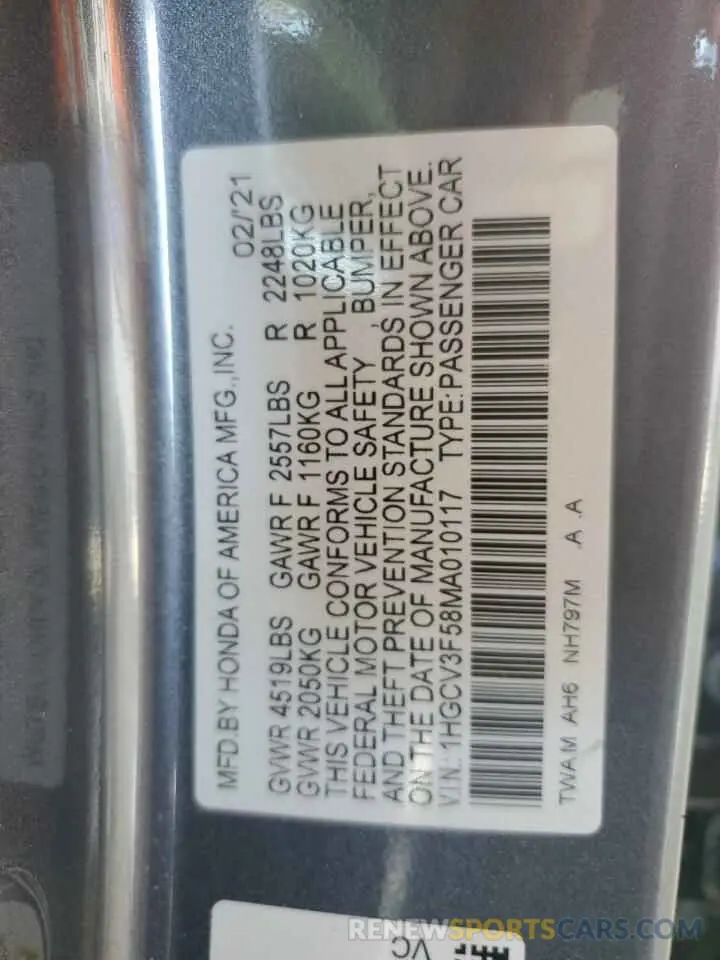 MFD.BY HONDA OF AMERICA MFG.,INC. 02/'21
GVWR 4519LBS GAWR F 2557LBS R 2248LBS
GVWR 2050KG GAWR F 1160KG R 1020KG
THIS VEHICLE CONFORMS TO ALL APPLICABLE
FEDERAL MOTOR VEHICLE SAFETY, BUMPER,
AND THEFT PREVENTION STANDARDS IN EFFECT
ON THE DATE OF MANUFACTURE SHOWN ABOVE.
V.I.N.: 1HGCV3F58MA010117 TYPE:PASSENGER CAR
TWAM AH6 NH797M .A .A
VC
RENEWSPORTSCARS.COM